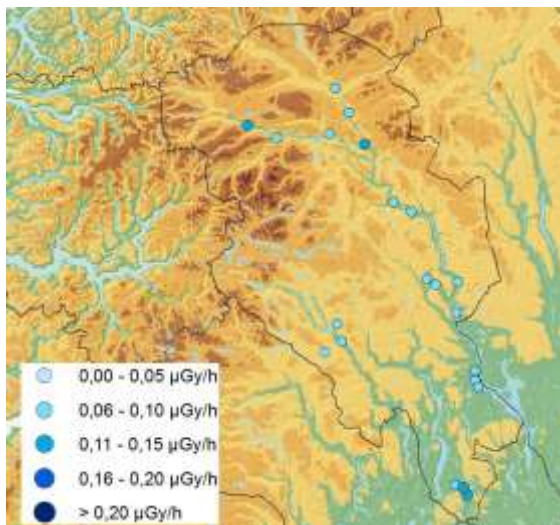 0,00 - 0,05 µGy/h
0,06 - 0,10 µGy/h
0,11 - 0,15 µGy/h
0,16 - 0,20 µGy/h
> 0,20 µGy/h